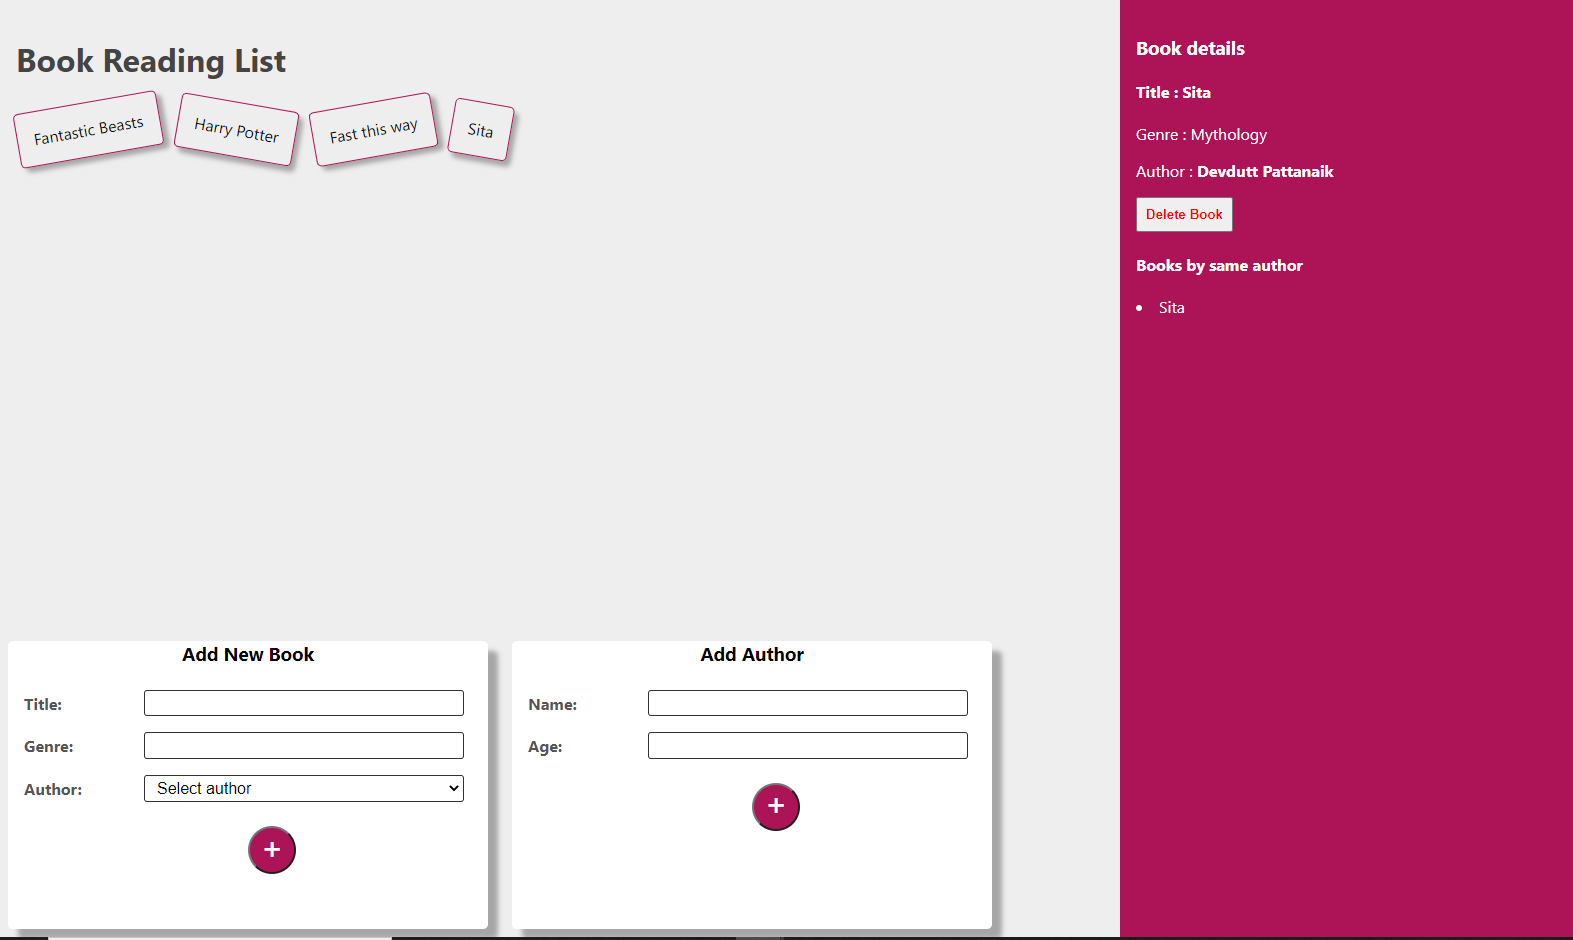 Book Reading List
Fantastic Beasts
Harry Potter
Fast this way
Sita
Add New Book
Title:
Genre:
Author:
Select author
+
Add Author
Name:
Age:
+
Book details
Title : Sita
Genre : Mythology
Author : Devdutt Pattanaik
Delete Book
Books by same author
• Sita